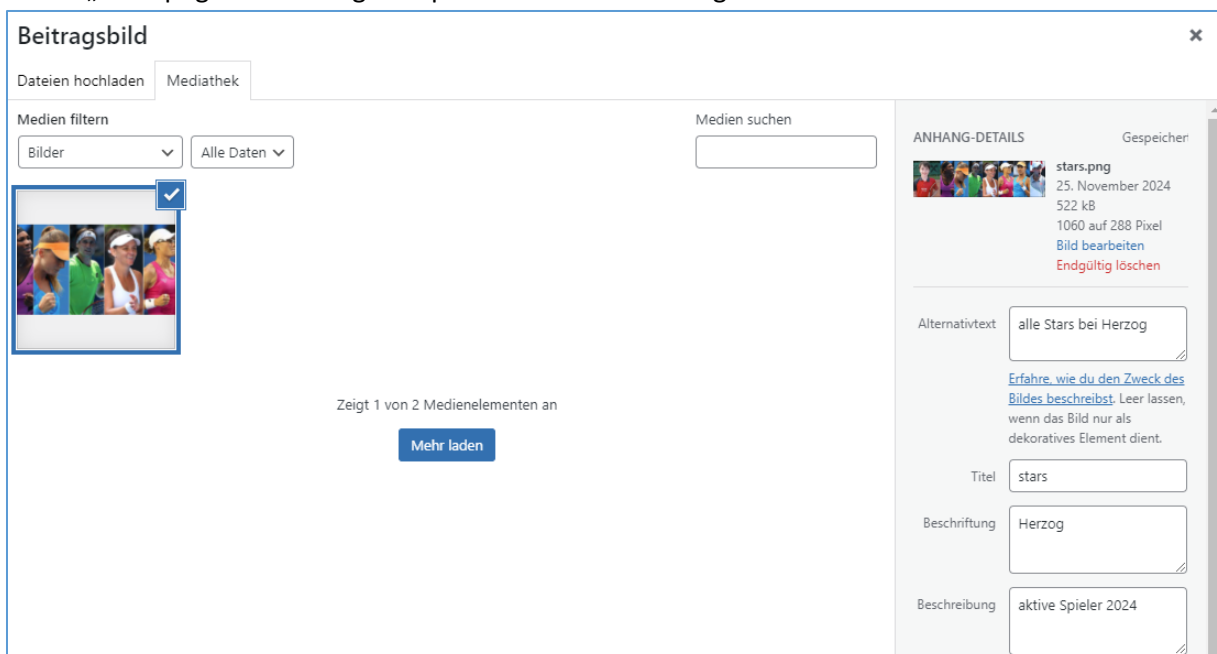 Beitragsbild
Dateien hochladen Mediathek
Medien filtern
Bilder Alle Daten
Medien suchen
Zeigt 1 von 2 Medienelementen an
Mehr laden
ANHANG-DETAILS Gespeichert
stars.png
25. November 2024
522 kB
1060 auf 288 Pixel
Bild bearbeiten
Endgültig löschen
Alternativtext alle Stars bei Herzog
Erfahre, wie du den Zweck des
Bildes beschreibst. Leer lassen,
wenn das Bild nur als
dekoratives Element dient.
Titel stars
Beschriftung Herzog
Beschreibung aktive Spieler 2024